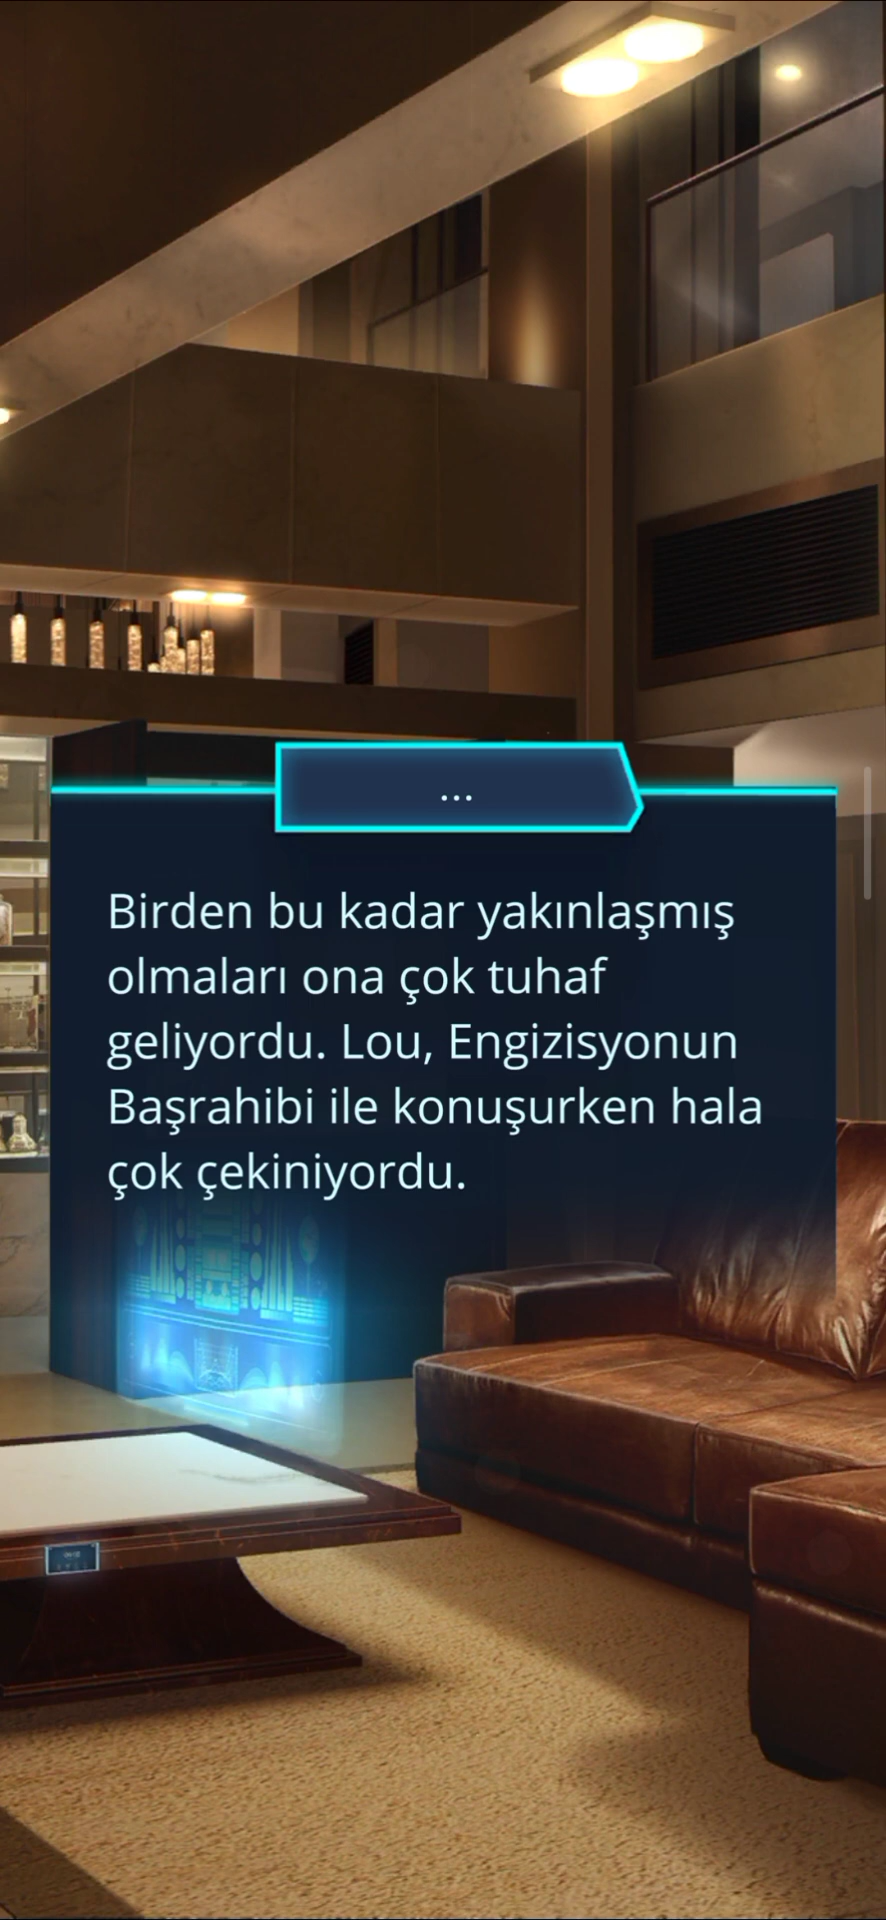 ...
Birden bu kadar yakınlaşmış
olmaları ona çok tuhaf
geliyordu. Lou, Engizisyonun
Başrahibi ile konuşurken hala
çok çekiniyordu.